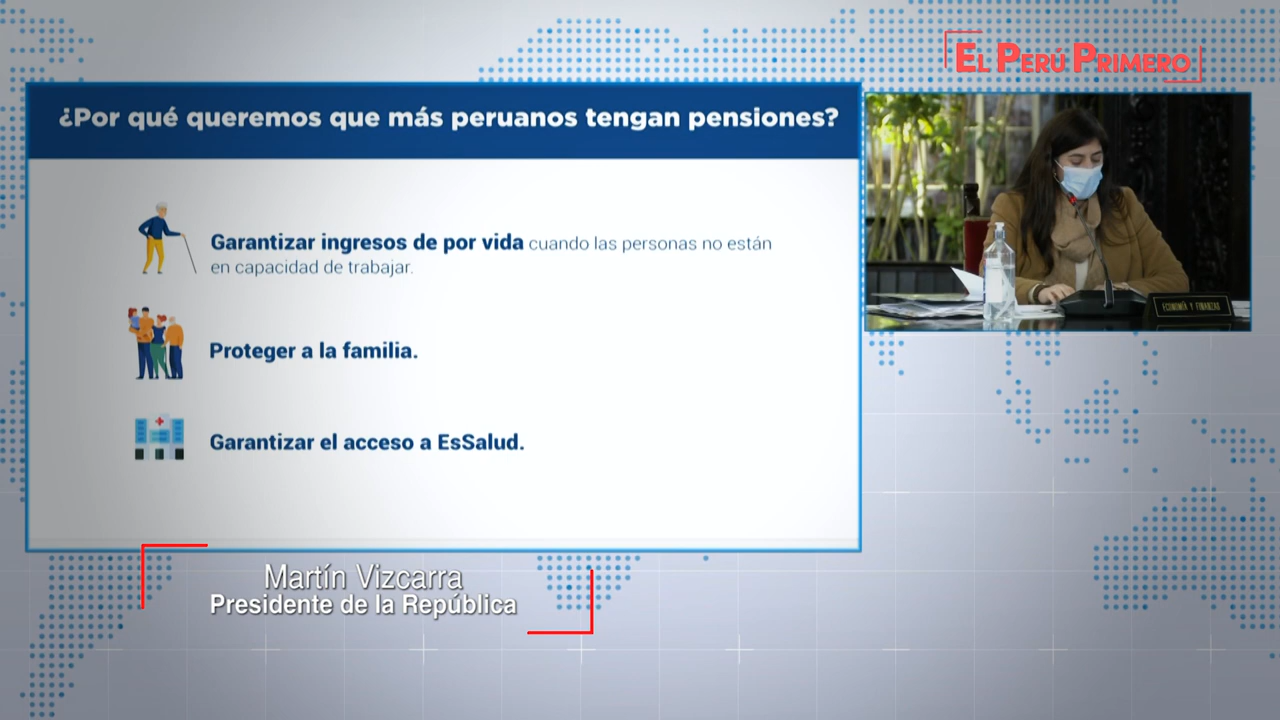 EL PERÚ PRIMERO
¿Por qué queremos que más peruanos tengan pensiones?
Garantizar ingresos de por vida cuando las personas no están
en capacidad de trabajar.
Proteger a la familia.
Garantizar el acceso a EsSalud.
ECONOMÍA Y FINANZAS
Martín Vizcarra
Presidente de la República